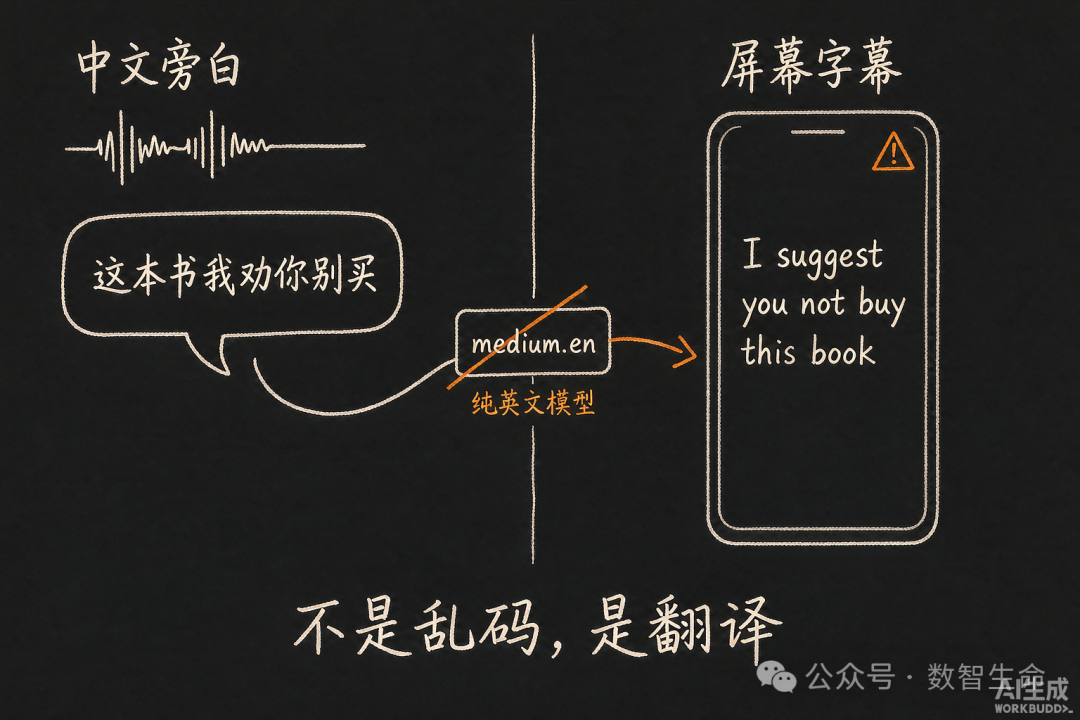 中文旁白
这本书我劝你别买
medium.en
纯英文模型
屏幕字幕
I suggest
you not buy
this book
不是乱码，是翻译
公众号 · 数智生命
AI生成
WORKBUDD>_